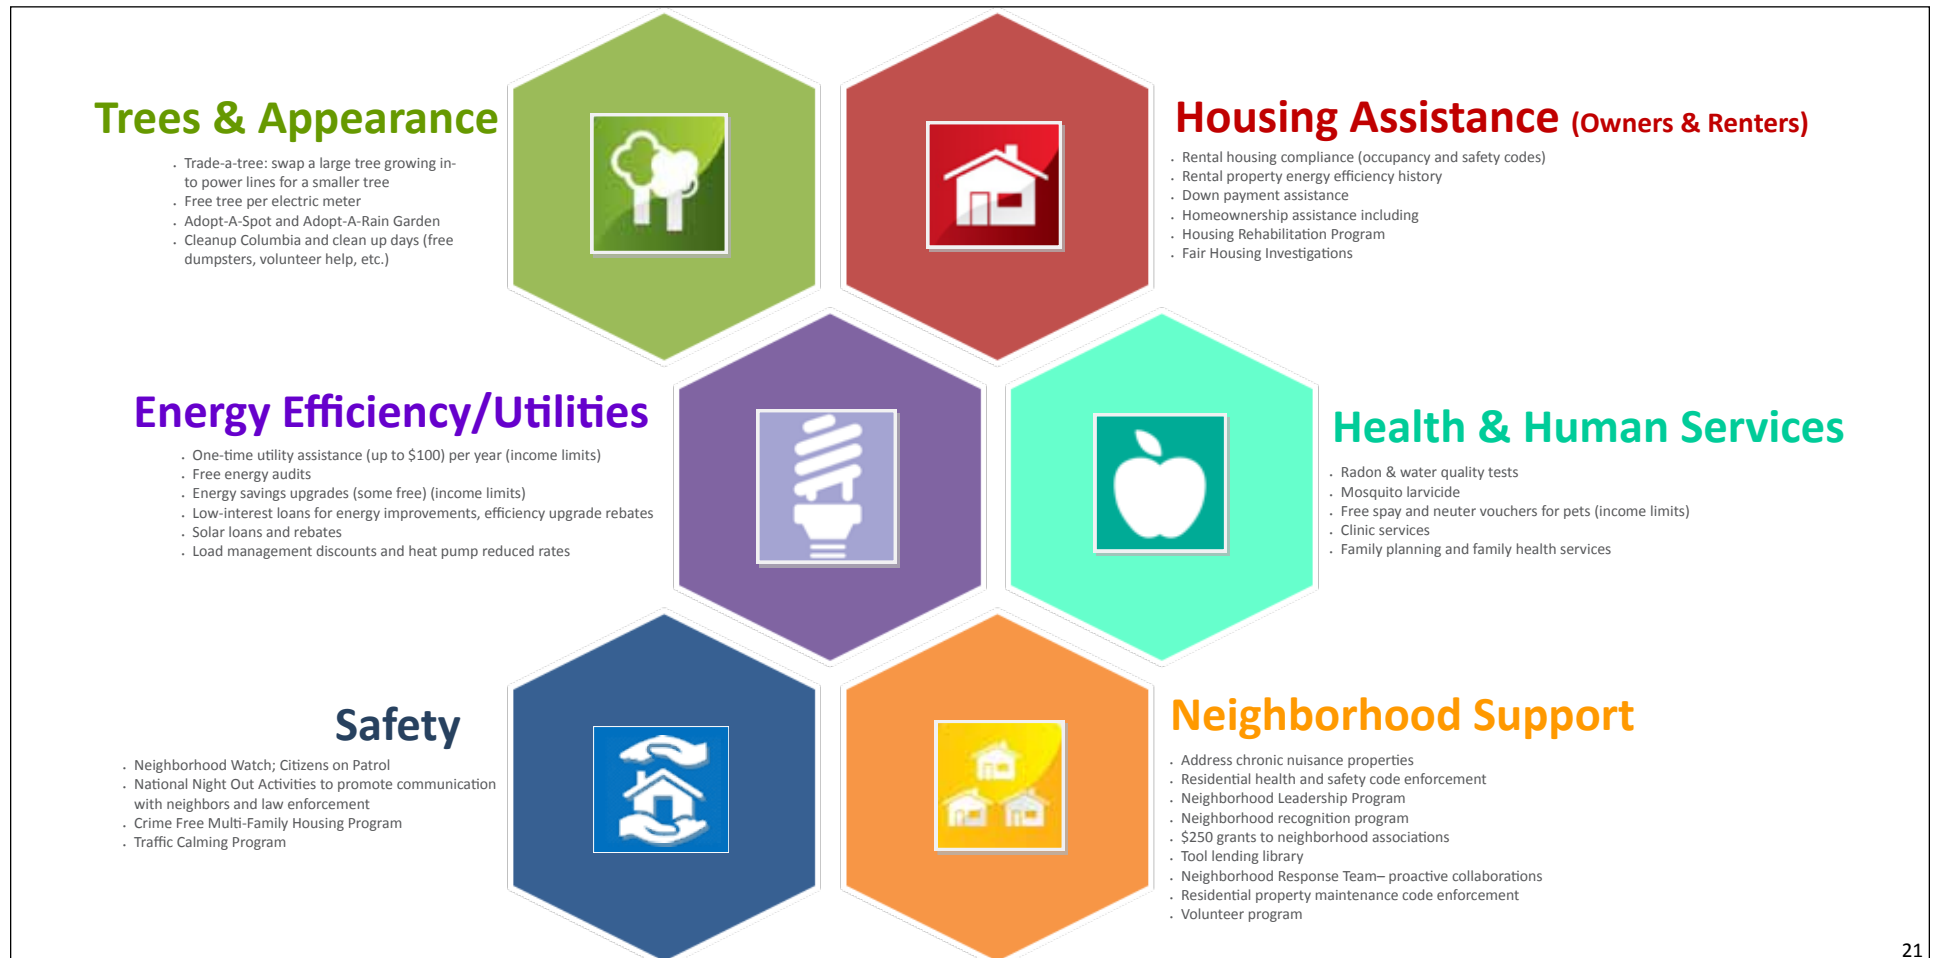 Trees & Appearance
. Trade-a-tree: swap a large tree growing in-
to power lines for a smaller tree
. Free tree per electric meter
. Adopt-A-Spot and Adopt-A-Rain Garden
. Cleanup Columbia and clean up days (free
dumpsters, volunteer help, etc.)
Housing Assistance (Owners & Renters)
. Rental housing compliance (occupancy and safety codes)
. Rental property energy efficiency history
. Down payment assistance
. Homeownership assistance including
. Housing Rehabilitation Program
. Fair Housing Investigations
Energy Efficiency/Utilities
. One-time utility assistance (up to $100) per year (income limits)
. Free energy audits
. Energy savings upgrades (some free) (income limits)
. Low-interest loans for energy improvements, efficiency upgrade rebates
. Solar loans and rebates
. Load management discounts and heat pump reduced rates
Health & Human Services
. Radon & water quality tests
. Mosquito larvicide
. Free spay and neuter vouchers for pets (income limits)
. Clinic services
. Family planning and family health services
Safety
. Neighborhood Watch; Citizens on Patrol
. National Night Out Activities to promote communication
with neighbors and law enforcement
. Crime Free Multi-Family Housing Program
. Traffic Calming Program
Neighborhood Support
. Address chronic nuisance properties
. Residential health and safety code enforcement
. Neighborhood Leadership Program
. Neighborhood recognition program
. $250 grants to neighborhood associations
. Tool lending library
. Neighborhood Response Team– proactive collaborations
. Residential property maintenance code enforcement
. Volunteer program
21